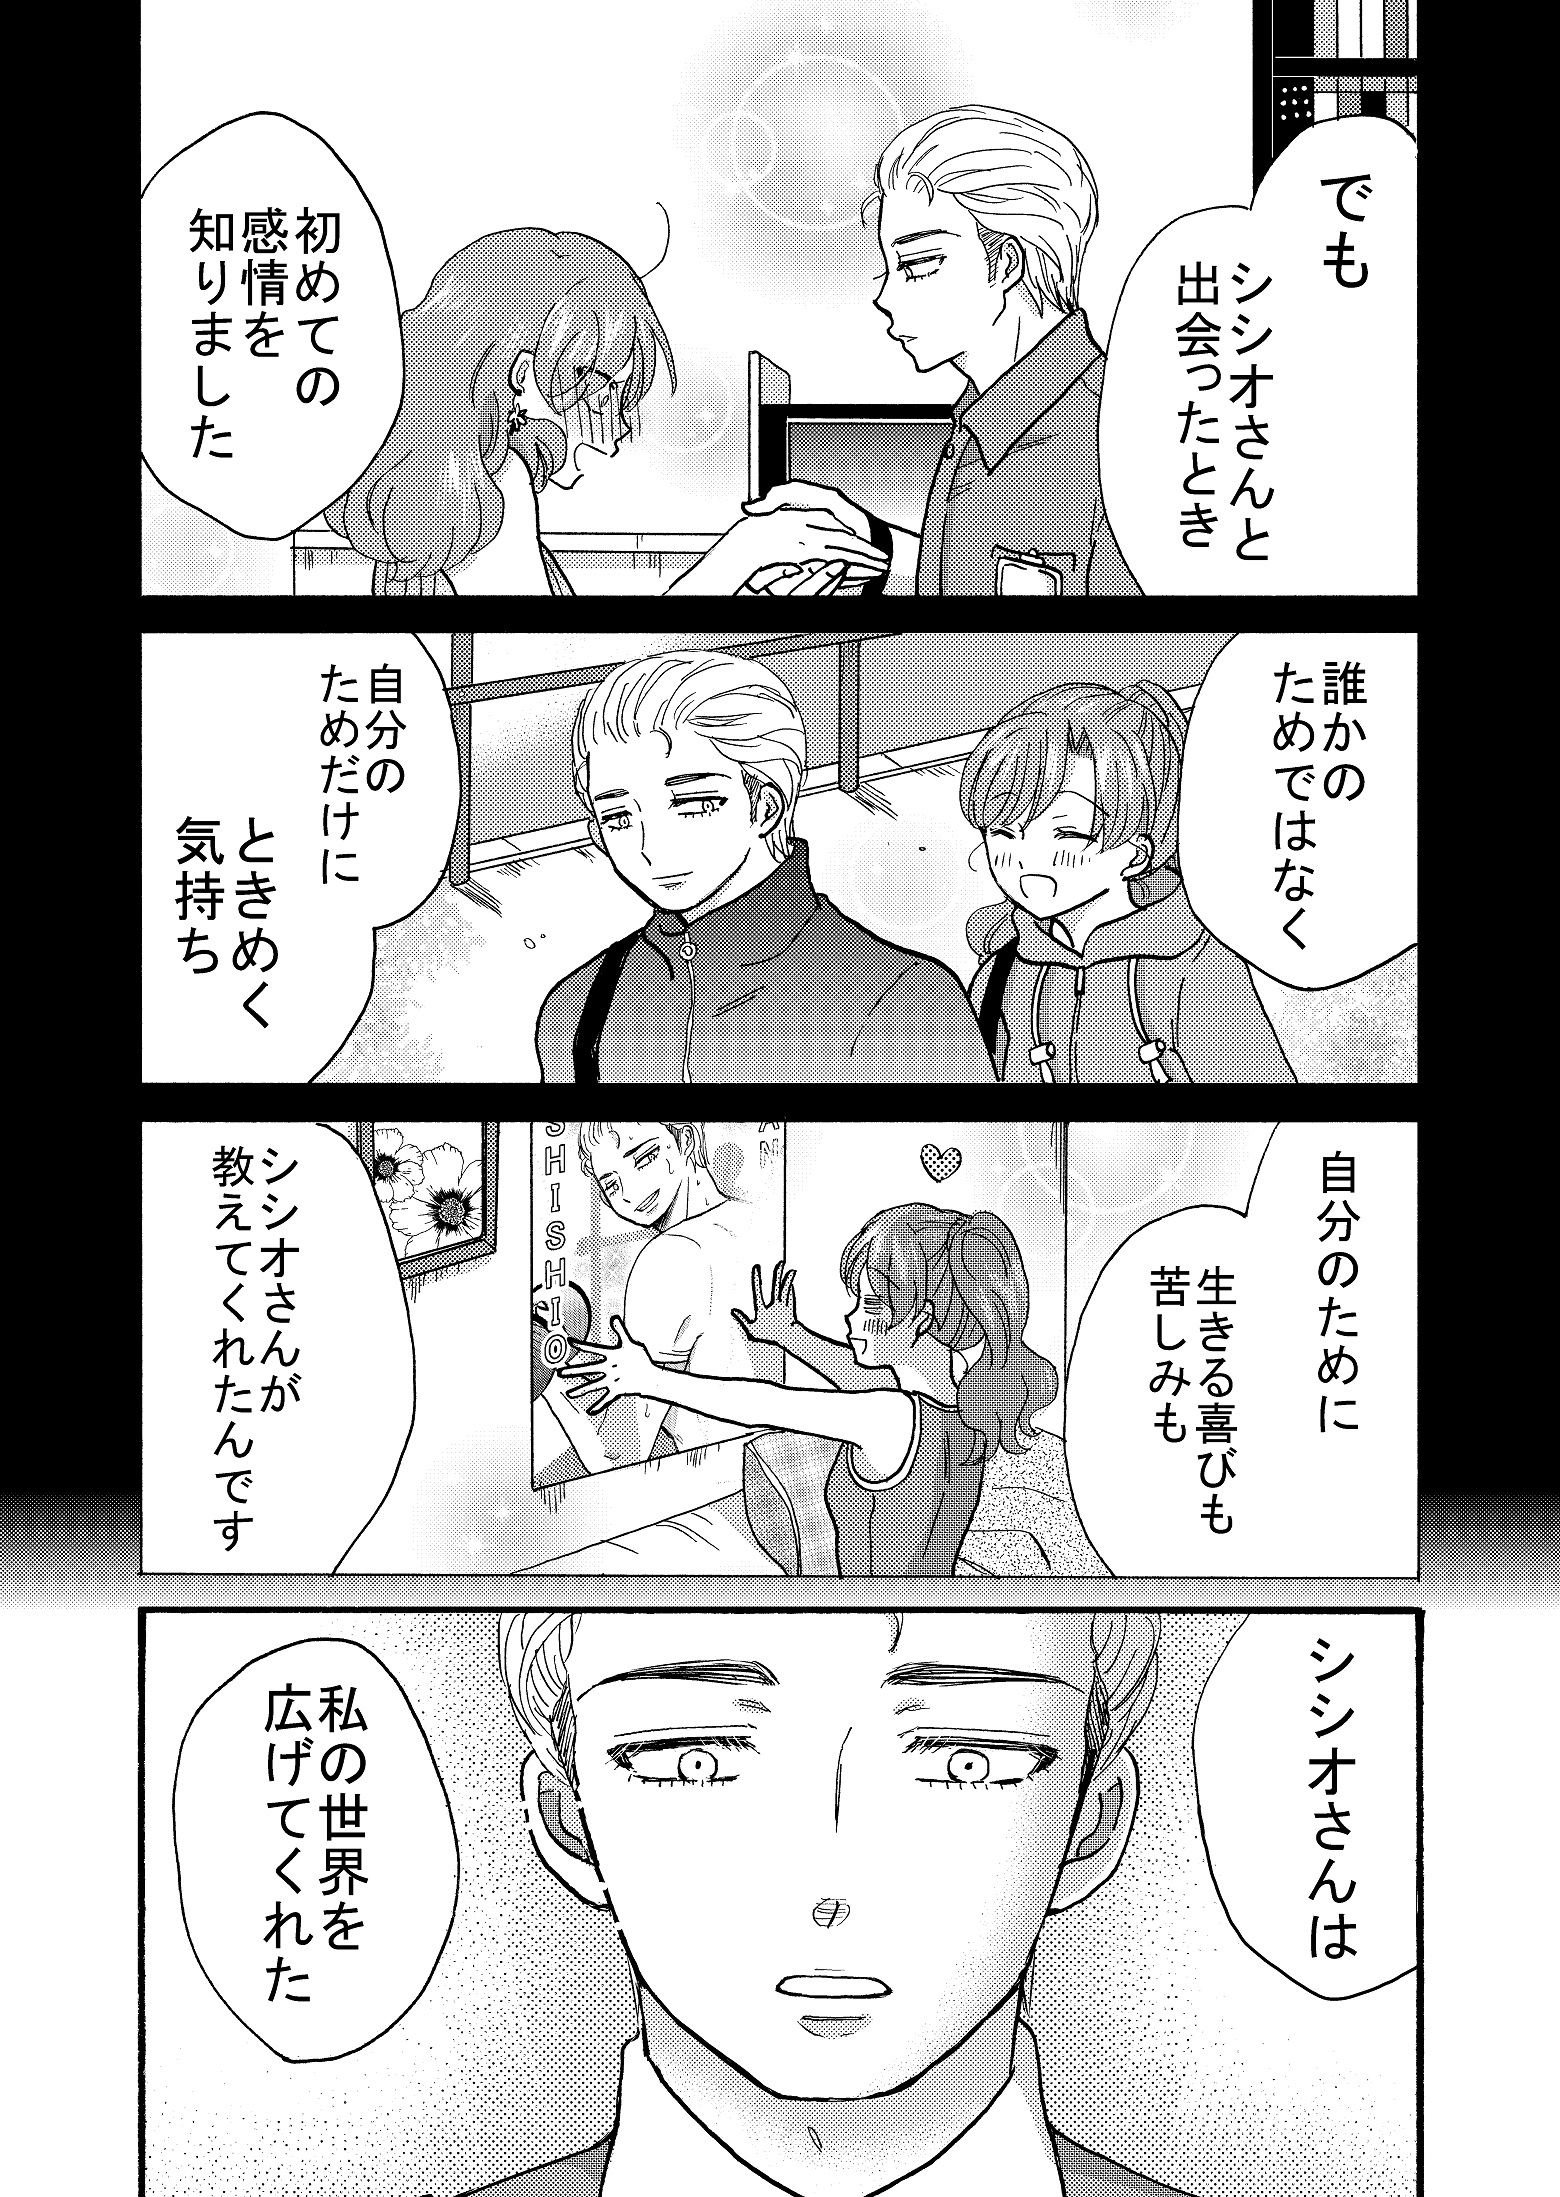 でも
シシオさんと
出会ったとき
初めての
感情を
知りました
誰かの
ためではなく
自分の
ためだけに
ときめく
気持ち
自分のために
生きる喜びも
苦しみも
SHISHIO
AN
シシオさんが
教えてくれたんです
シシオさんは
私の世界を
広げてくれた